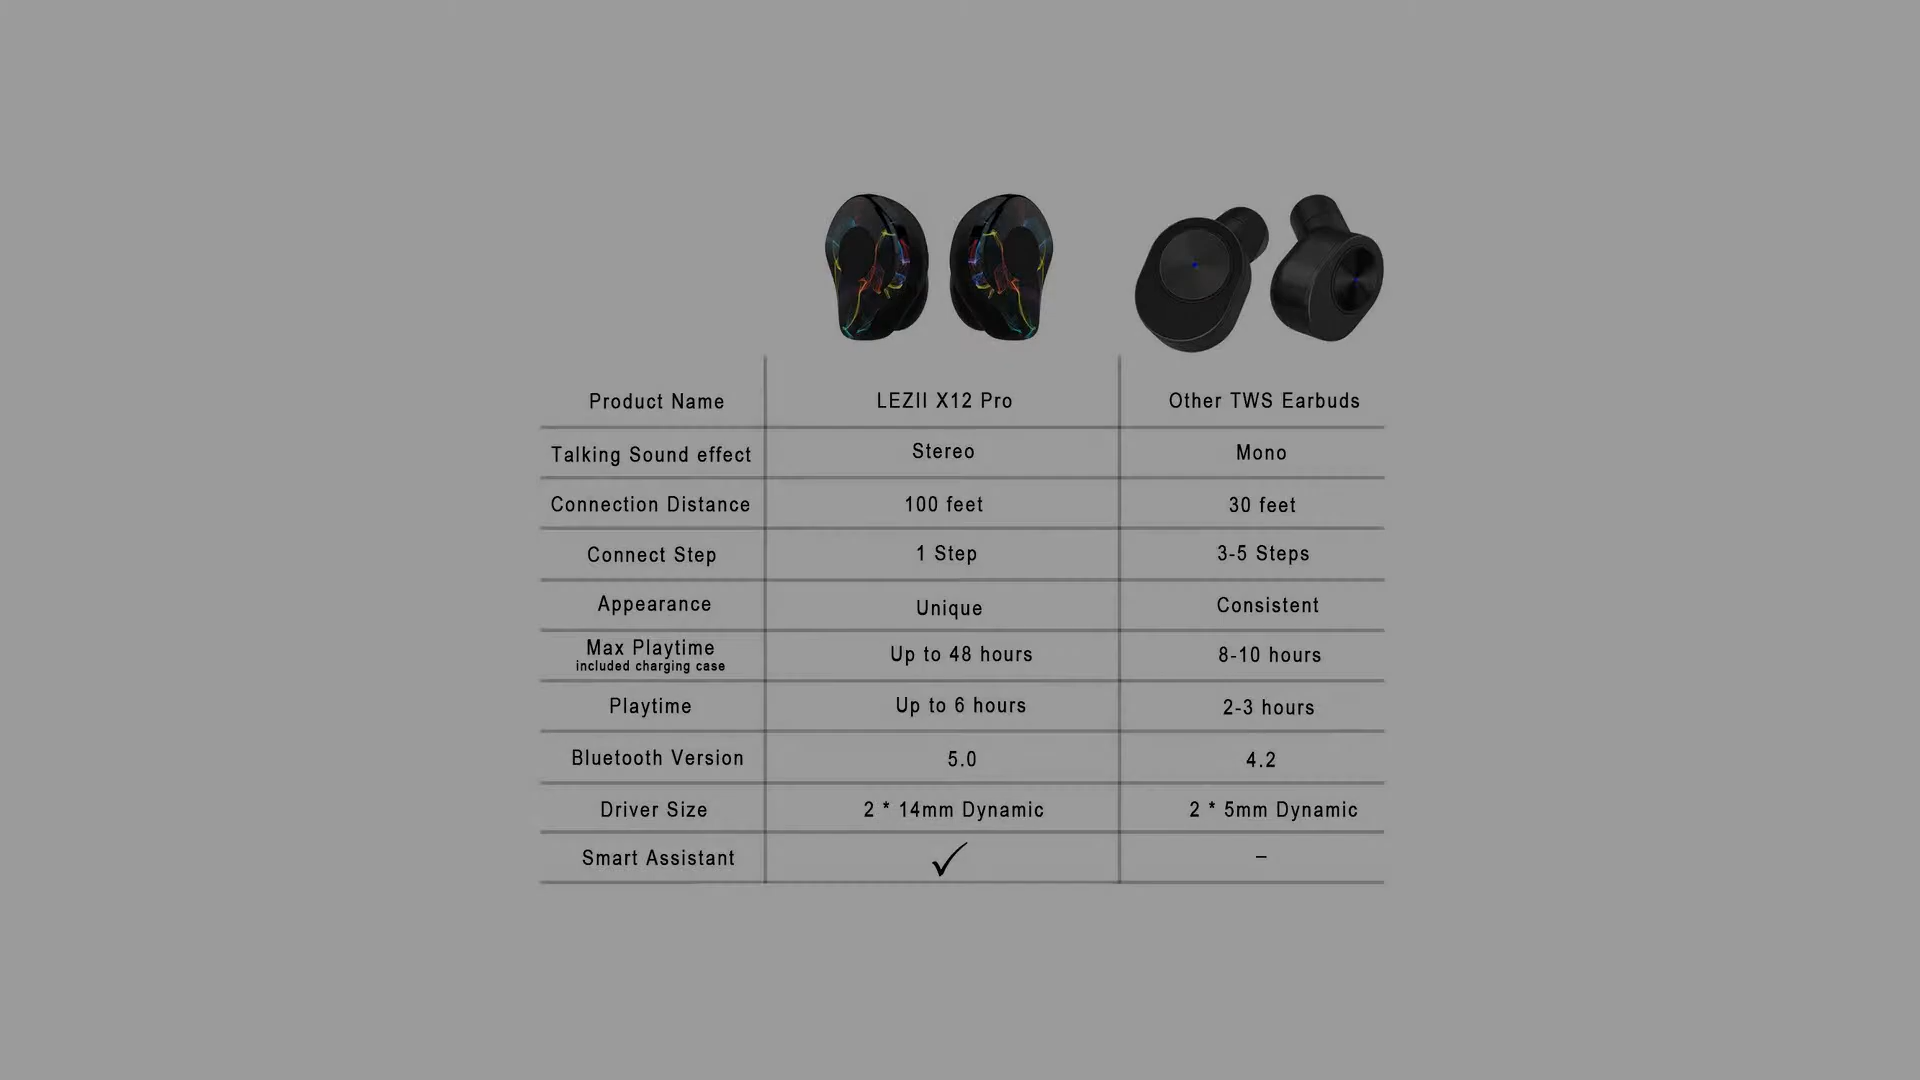 Product Name LEZII X12 Pro Other TWS Earbuds
Talking Sound effect Stereo Mono
Connection Distance 100 feet 30 feet
Connect Step 1 Step 3-5 Steps
Appearance Unique Consistent
Max Playtime Up to 48 hours 8-10 hours
included charging case
Playtime Up to 6 hours 2-3 hours
Bluetooth Version 5.0 4.2
Driver Size 2 * 14mm Dynamic 2 * 5mm Dynamic
Smart Assistant ✓ –